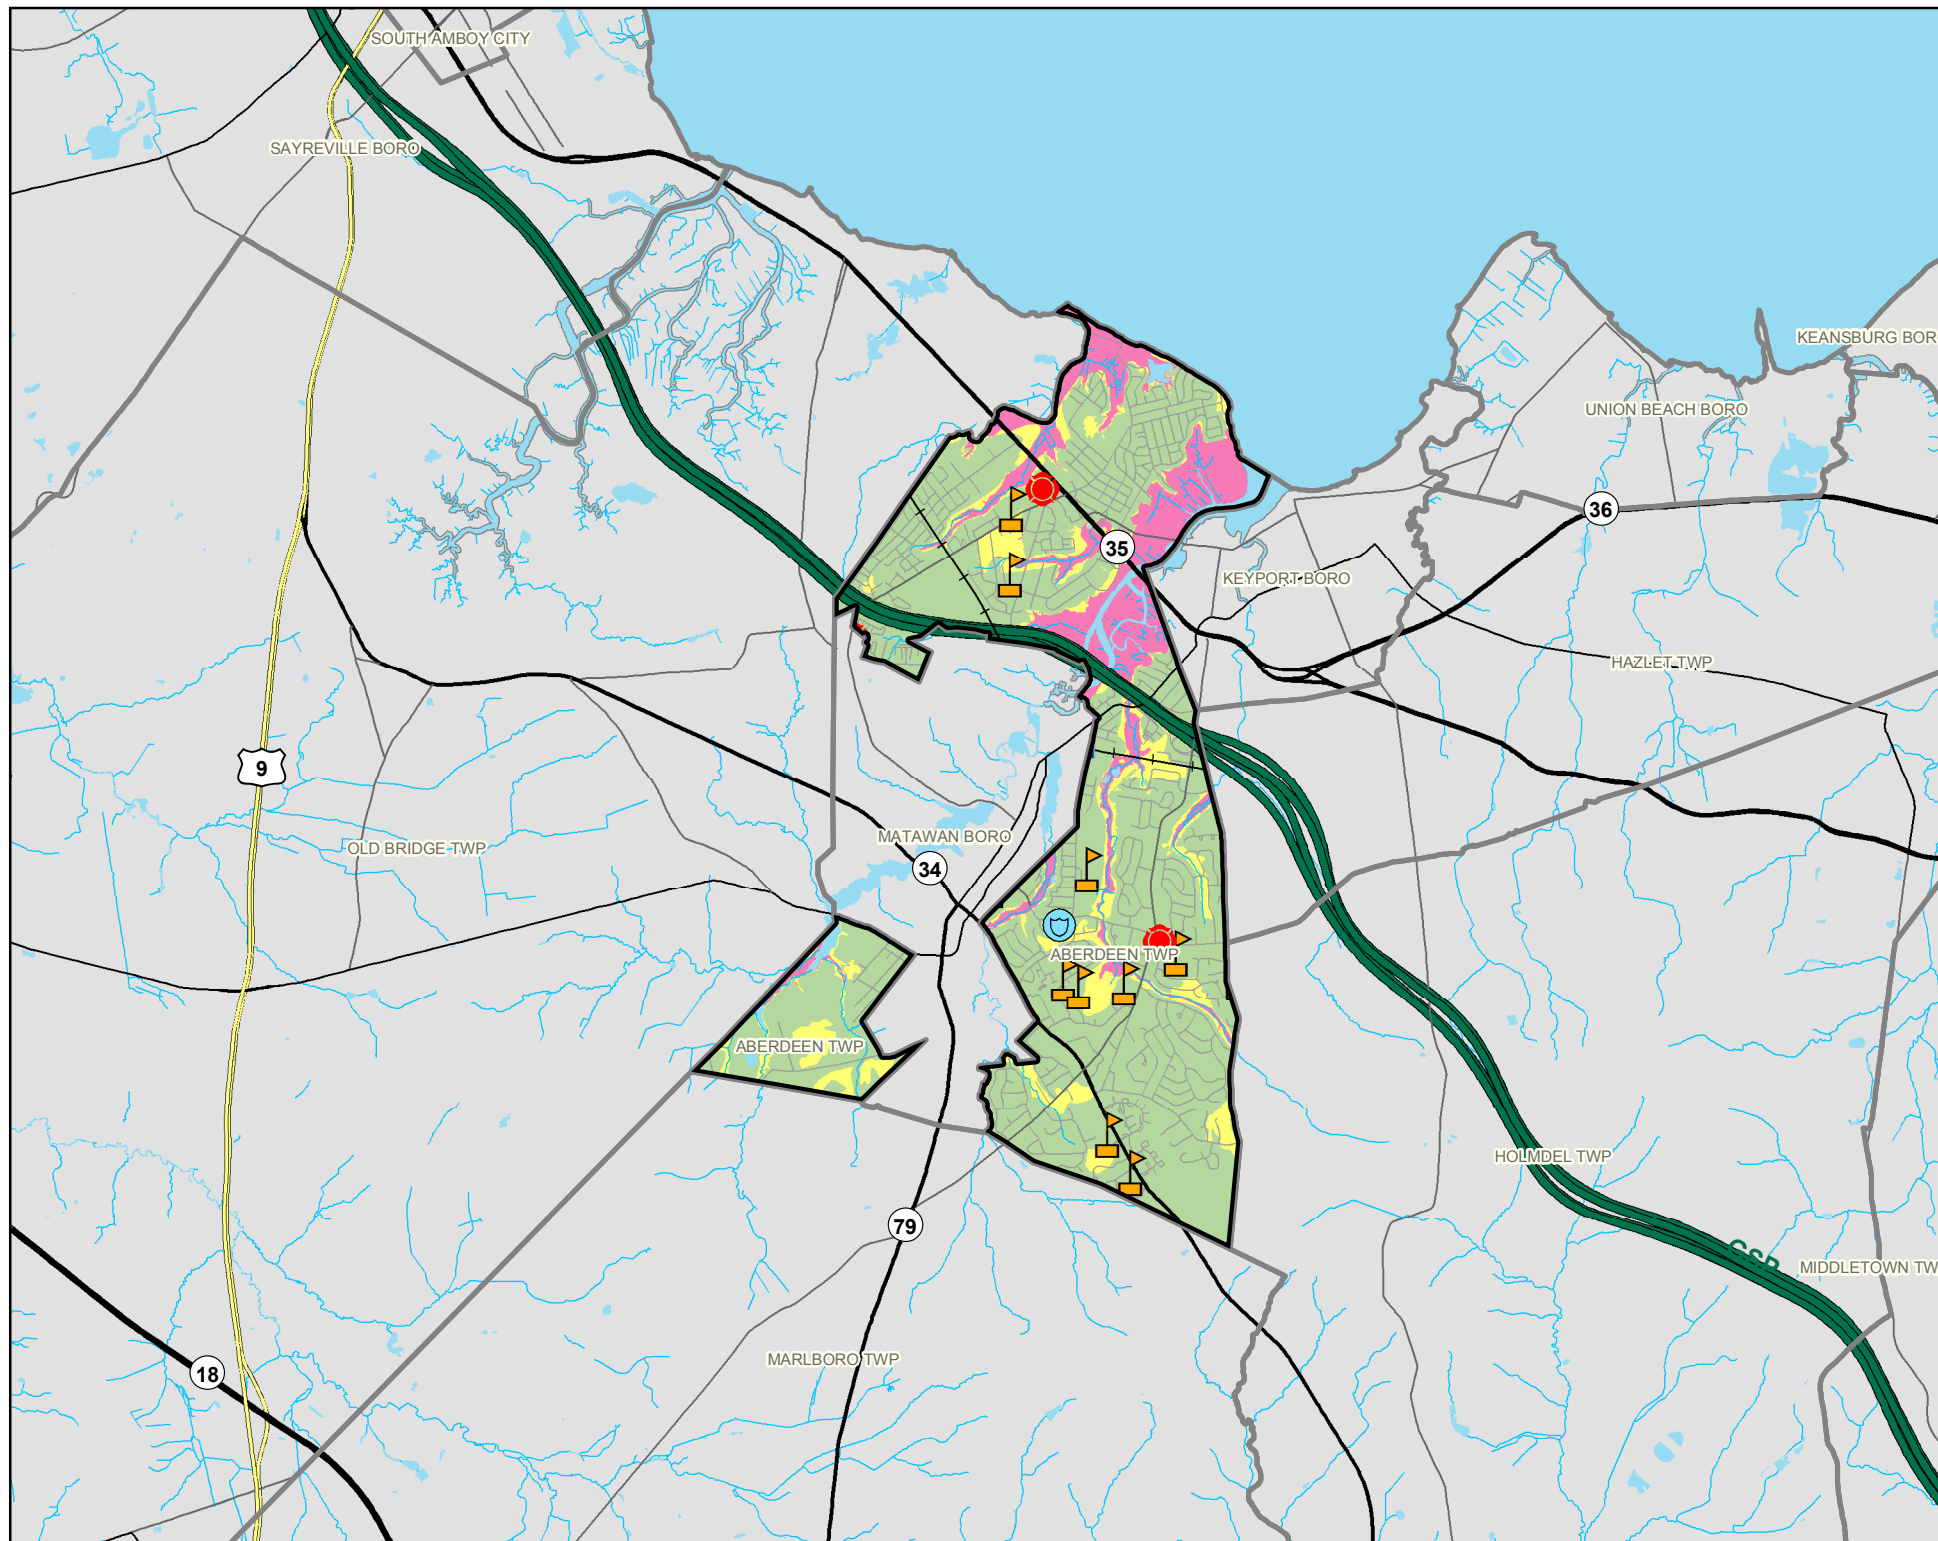 SOUTH AMBOY CITY
SAYREVILLE BORO
KEANSBURG BOR
UNION BEACH BORO
36
35
KEYPORT BORO
HAZLET TWP
9
MATAWAN BORO
OLD BRIDGE TWP
34
ABERDEEN TWP
ABERDEEN TWP
HOLMDEL TWP
79
GSP
MIDDLETOWN TW
MARLBORO TWP
18